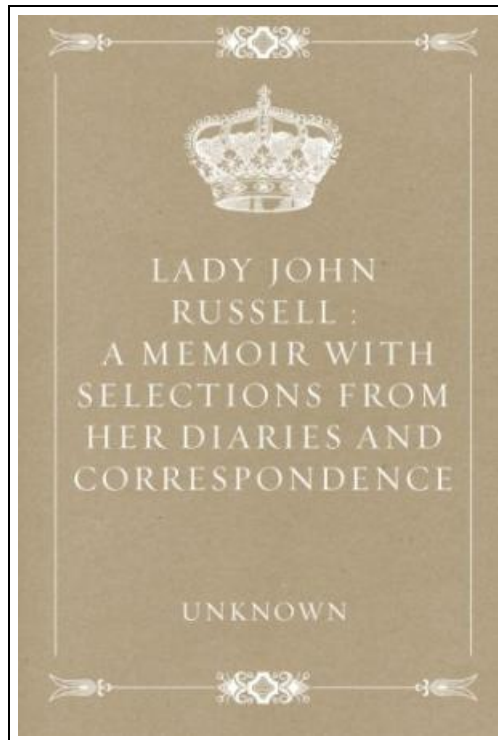 LADY JOHN
RUSSELL :
A MEMOIR WITH
SELECTIONS FROM
HER DIARIES AND
CORRESPONDENCE
UNKNOWN